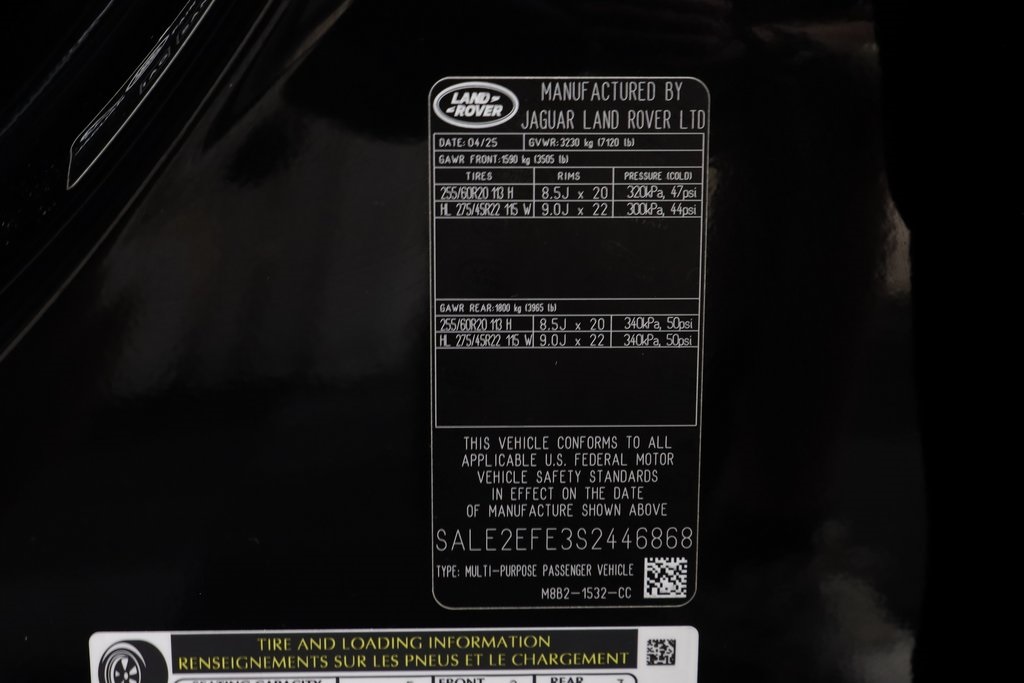 LAND ROVER
MANUFACTURED BY
JAGUAR LAND ROVER LTD
DATE: 04/25 GVWR: 3230 kg (7120 lb)
GAWR FRONT: 1590 kg (3505 lb)
TIRES RIMS PRESSURE (COLD)
255/60R20 113 H 8.5J x 20 320kPa, 47psi
HL 275/45R22 115 W 9.0J x 22 300kPa, 44psi
GAWR REAR: 1800 kg (3965 lb)
255/60R20 113 H 8.5J x 20 340kPa, 50psi
HL 275/45R22 115 W 9.0J x 22 340kPa, 50psi
THIS VEHICLE CONFORMS TO ALL
APPLICABLE U.S. FEDERAL MOTOR
VEHICLE SAFETY STANDARDS
IN EFFECT ON THE DATE
OF MANUFACTURE SHOWN ABOVE
SALE2EFE3S2446868
TYPE: MULTI-PURPOSE PASSENGER VEHICLE
M8B2-1532-CC
TIRE AND LOADING INFORMATION
RENSEIGNEMENTS SUR LES PNEUS ET LE CHARGEMENT
SEATING CAPACITY FRONT REAR